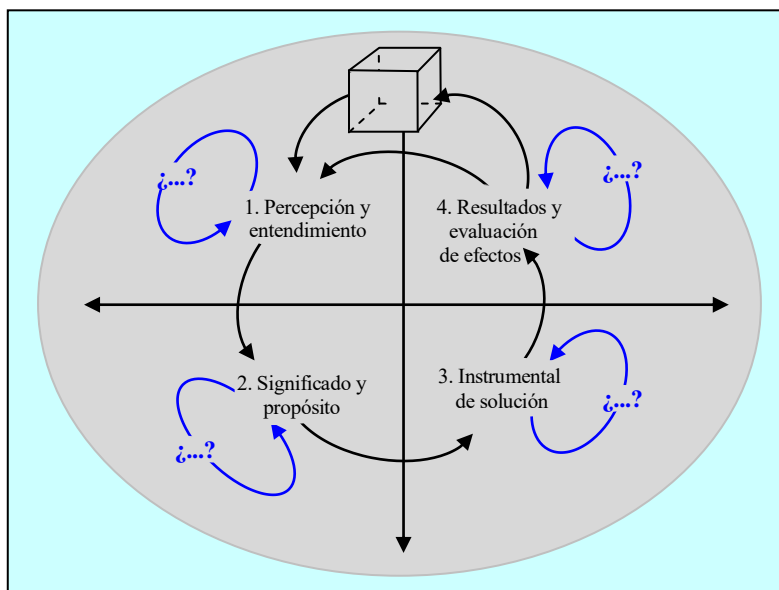 ¿...?
1. Percepción y
entendimiento
4. Resultados y
evaluación
de efectos
¿...?
2. Significado y
propósito
¿...?
3. Instrumental
de solución
¿...?